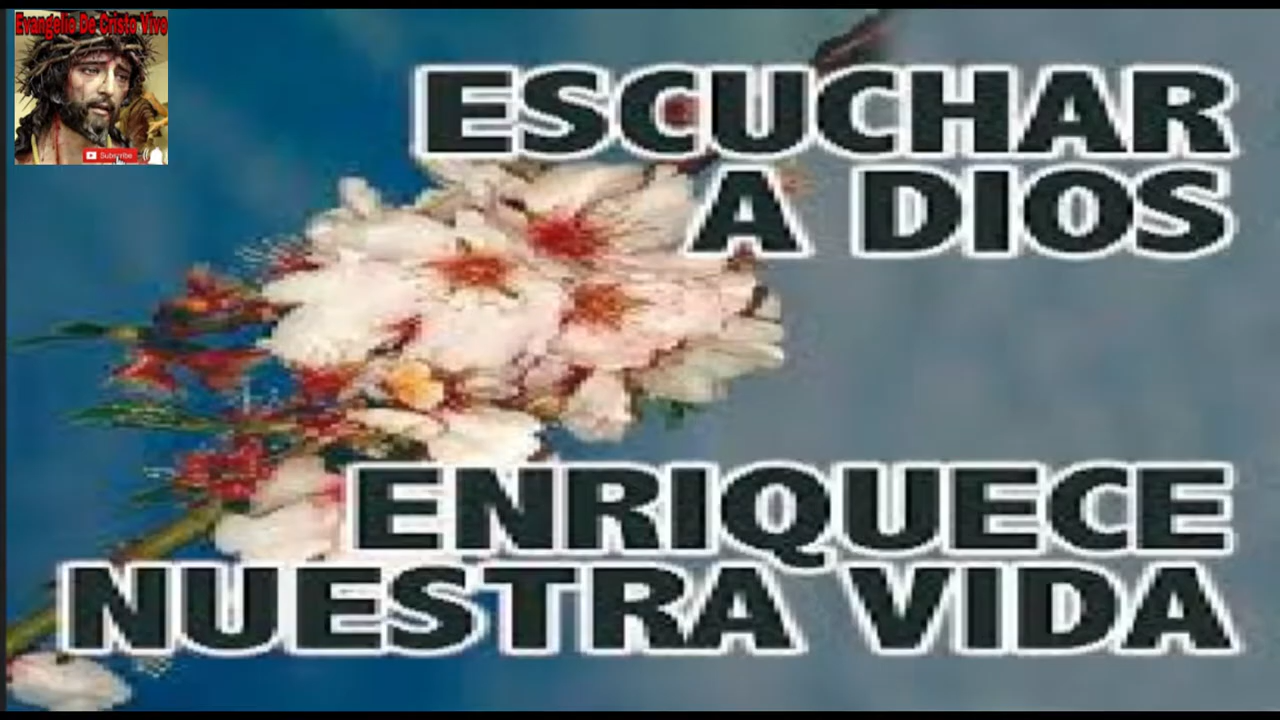 Evangelio De Cristo Vivo
Subscribe
ESCUCHAR
A DIOS
ENRIQUECE
NUESTRA VIDA